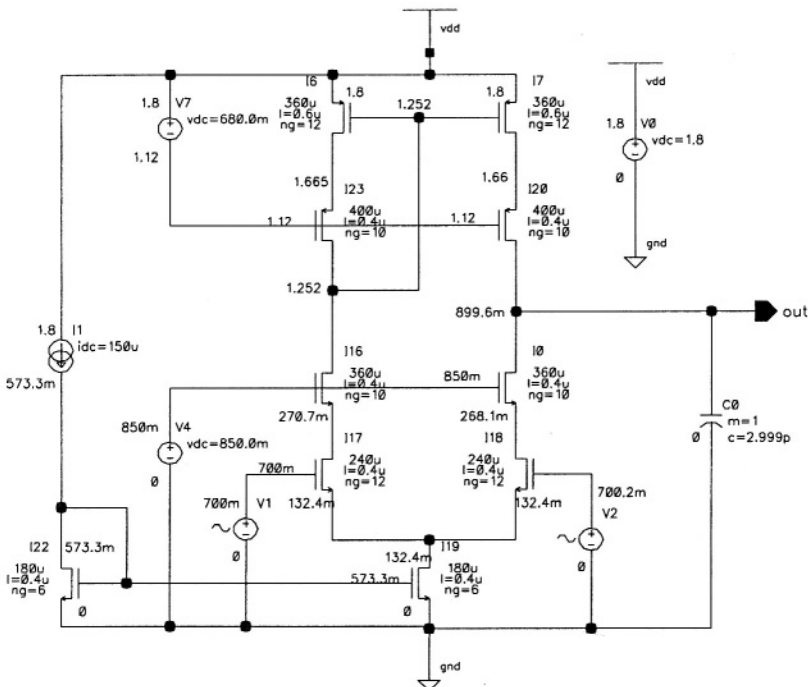 vdd
I6
I7
1.8
V7
vdc=680.0m
1.12
360u
l=0.6u
ng=12
1.8
1.252
1.8
360u
l=0.6u
ng=12
vdd
1.8
V0
vdc=1.8
0
gnd
1.665
I23
1.66
I20
1.12
400u
l=0.4u
ng=10
1.12
400u
l=0.4u
ng=10
1.252
899.6m
out
1.8
I1
idc=150u
573.3m
I16
360u
l=0.4u
ng=10
850m
I0
360u
l=0.4u
ng=10
270.7m
268.1m
850m
V4
vdc=850.0m
0
I17
240u
l=0.4u
ng=12
700m
132.4m
I18
240u
l=0.4u
ng=12
132.4m
C0
m=1
c=2.999p
0
700m
V1
0
700.2m
V2
0
I22
573.3m
180u
l=0.4u
ng=6
0
132.4m
I19
573.3m
180u
l=0.4u
ng=6
0
gnd